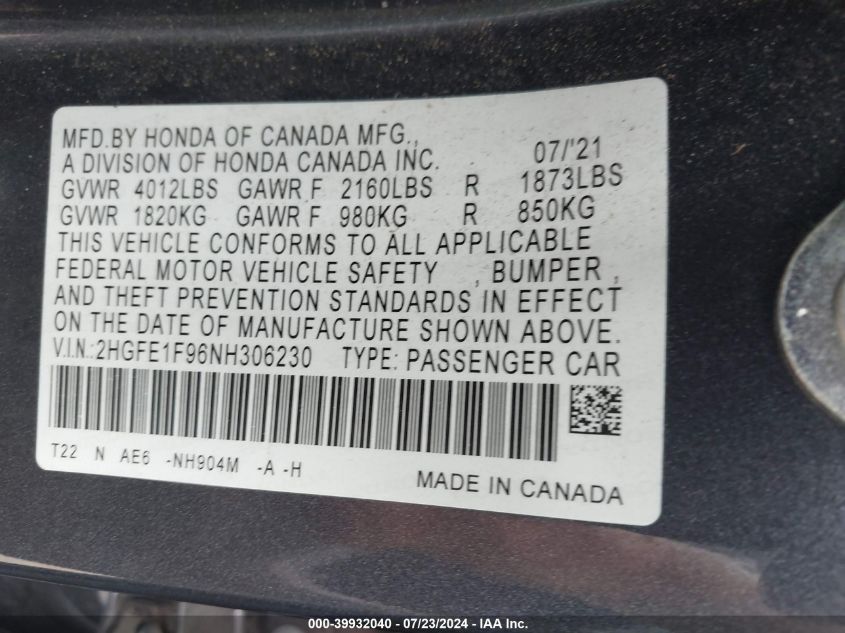 MFD.BY HONDA OF CANADA MFG.,
A DIVISION OF HONDA CANADA INC. 07/'21
GVWR 4012LBS GAWR F 2160LBS R 1873LBS
GVWR 1820KG GAWR F 980KG R 850KG
THIS VEHICLE CONFORMS TO ALL APPLICABLE
FEDERAL MOTOR VEHICLE SAFETY , BUMPER ,
AND THEFT PREVENTION STANDARDS IN EFFECT
ON THE DATE OF MANUFACTURE SHOWN ABOVE.
V.I.N.:2HGFE1F96NH306230 TYPE: PASSENGER CAR
T22 N AE6 -NH904M -A -H
MADE IN CANADA
000-39932040 - 07/23/2024 - IAA Inc.